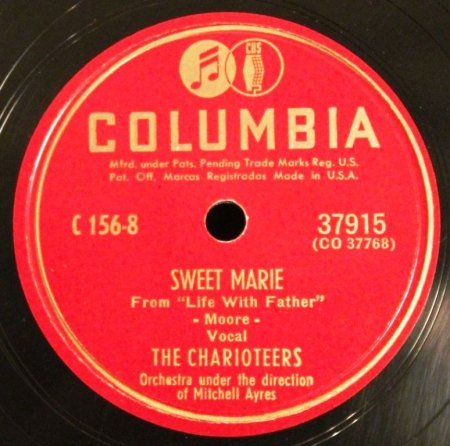 CBS
COLUMBIA
Mfrd. under Pats. Pending Trade Marks Reg. U.S.
Pat. Off. Marcas Registradas Made in U.S.A.
C 156-8
37915
(CO 37768)
SWEET MARIE
From "Life With Father"
- Moore -
Vocal
THE CHARIOTEERS
Orchestra under the direction
of Mitchell Ayres